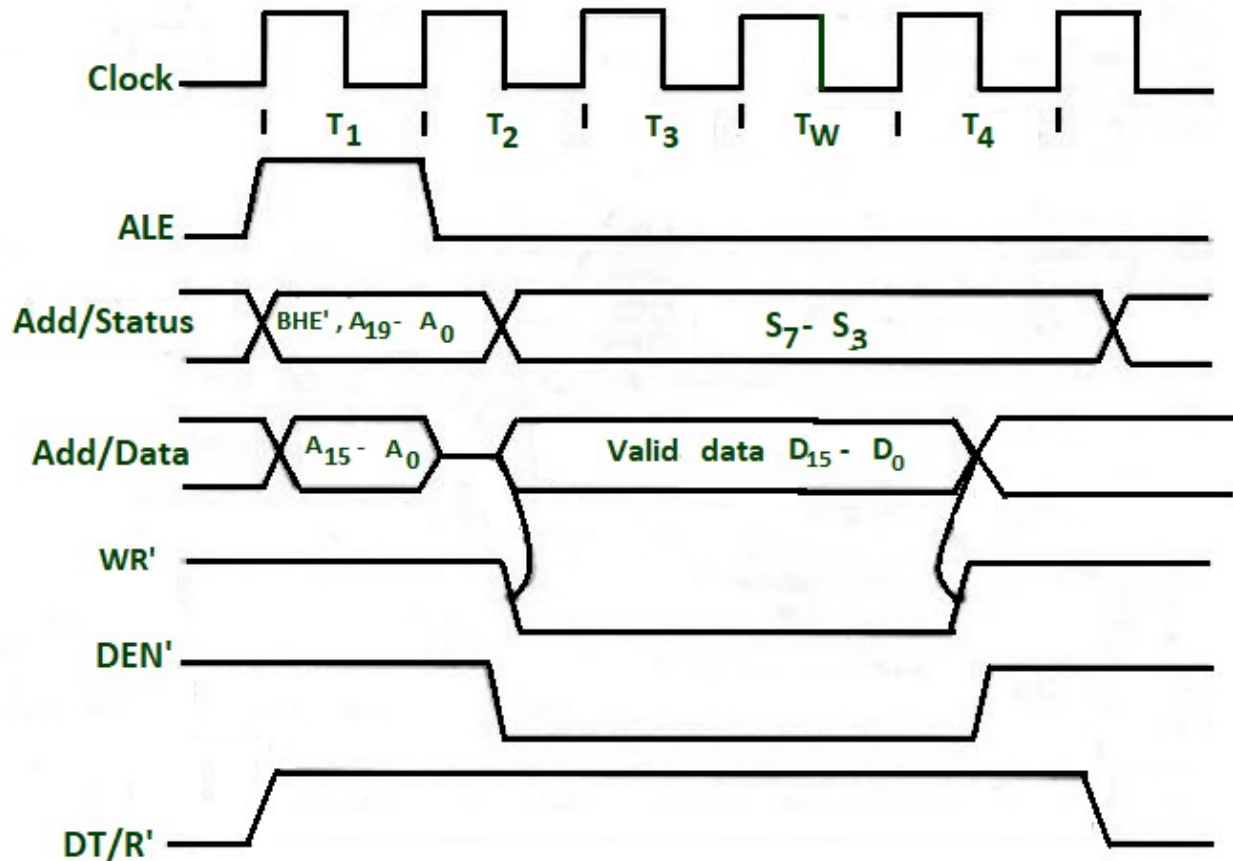 Clock
T1 T2 T3 TW T4
ALE
Add/Status BHE', A19- A0 S7- S3
Add/Data A15- A0 Valid data D15- D0
WR'
DEN'
DT/R'